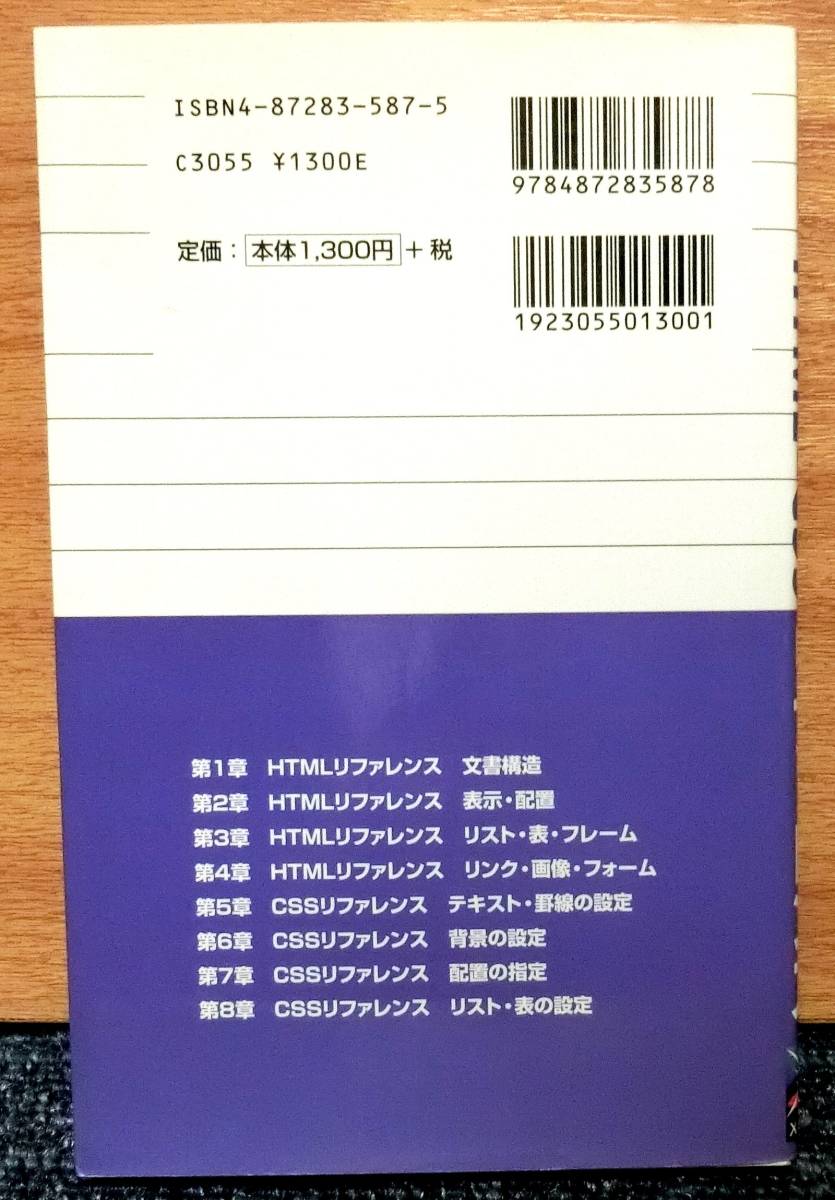 ISBN4-87283-587-5
C3055 ¥1300E
9784872835878
定価：本体1,300円＋税
1923055013001
第1章　HTMLリファレンス　文書構造
第2章　HTMLリファレンス　表示・配置
第3章　HTMLリファレンス　リスト・表・フレーム
第4章　HTMLリファレンス　リンク・画像・フォーム
第5章　CSSリファレンス　テキスト・罫線の設定
第6章　CSSリファレンス　背景の設定
第7章　CSSリファレンス　配置の指定
第8章　CSSリファレンス　リスト・表の設定